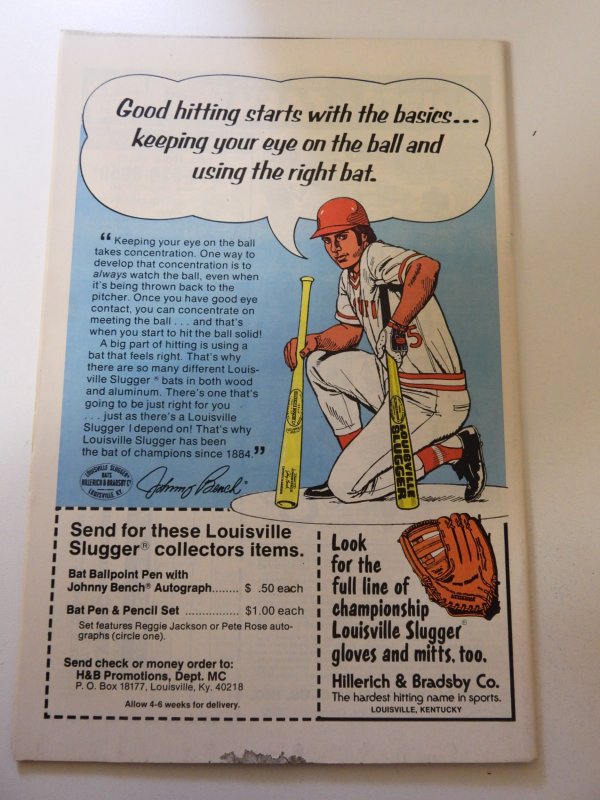 Good hitting starts with the basics...
keeping your eye on the ball and
using the right bat.
“ Keeping your eye on the ball
takes concentration. One way to
develop that concentration is to
always watch the ball, even when
it's being thrown back to the
pitcher. Once you have good eye
contact, you can concentrate on
meeting the ball . . . and that's
when you start to hit the ball solid!
A big part of hitting is using a
bat that feels right. That's why
there are so many different Louis-
ville Slugger ® bats in both wood
and aluminum. There's one that's
going to be just right for you
. . . just as there's a Louisville
Slugger I depend on! That's why
Louisville Slugger has been
the bat of champions since 1884.”
LOUISVILLE SLUGGER®
BATS
HILLERICH & BRADSBY Co
LOUISVILLE, KY.
Johnny Bench®
5
LOUISVILLE
SLUGGER
Send for these Louisville
Slugger® collectors items.
Bat Ballpoint Pen with
Johnny Bench® Autograph....... $ .50 each
Bat Pen & Pencil Set ............... $1.00 each
Set features Reggie Jackson or Pete Rose auto-
graphs (circle one).
Send check or money order to:
H&B Promotions, Dept. MC
P. O. Box 18177, Louisville, Ky. 40218
Allow 4-6 weeks for delivery.
Look
for the
full line of
championship
Louisville Slugger®
gloves and mitts, too.
Hillerich & Bradsby Co.
The hardest hitting name in sports.
LOUISVILLE, KENTUCKY